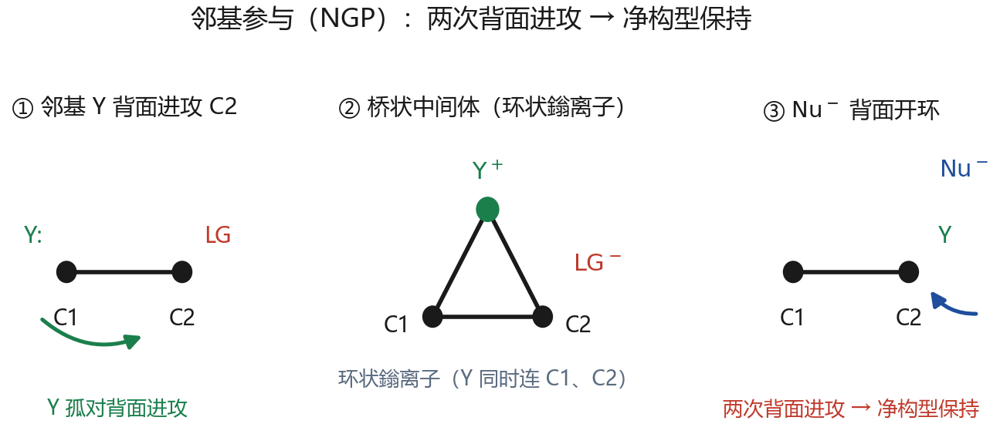 邻基参与（NGP）：两次背面进攻 → 净构型保持
① 邻基 Y 背面进攻 C2
Y:
LG
C1
C2
Y 孤对背面进攻
② 桥状中间体（环状鎓离子）
Y⁺
LG⁻
C1
C2
环状鎓离子（Y 同时连 C1、C2）
③ Nu⁻ 背面开环
Nu⁻
Y
C1
C2
两次背面进攻 → 净构型保持